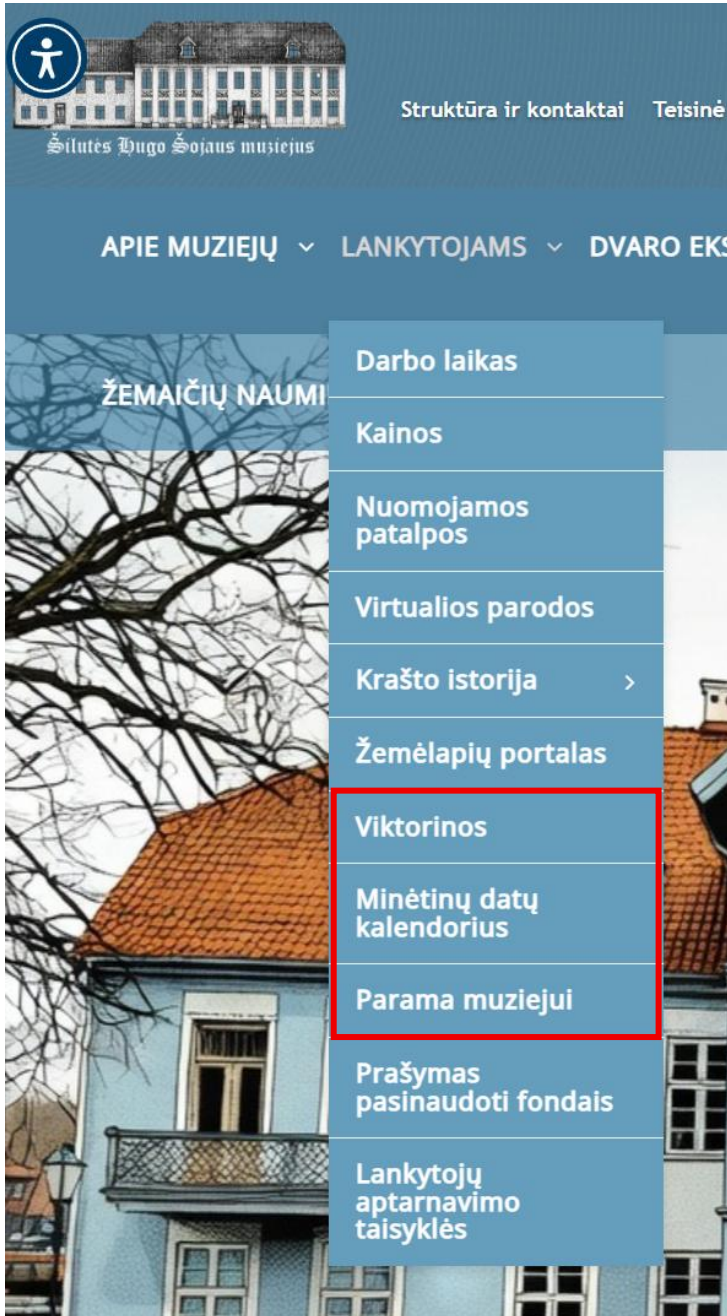 Struktūra ir kontaktai Teisinė
Šilutės Hugo Šojaus muziejus
APIE MUZIEJŲ LANKYTOJAMS DVARO EKS
ŽEMAIČIŲ NAUMI
Darbo laikas
Kainos
Nuomojamos
patalpos
Virtualios parodos
Krašto istorija
Žemėlapių portalas
Viktorinos
Minėtinų datų
kalendorius
Parama muziejui
Prašymas
pasinaudoti fondais
Lankytojų
aptarnavimo
taisyklės